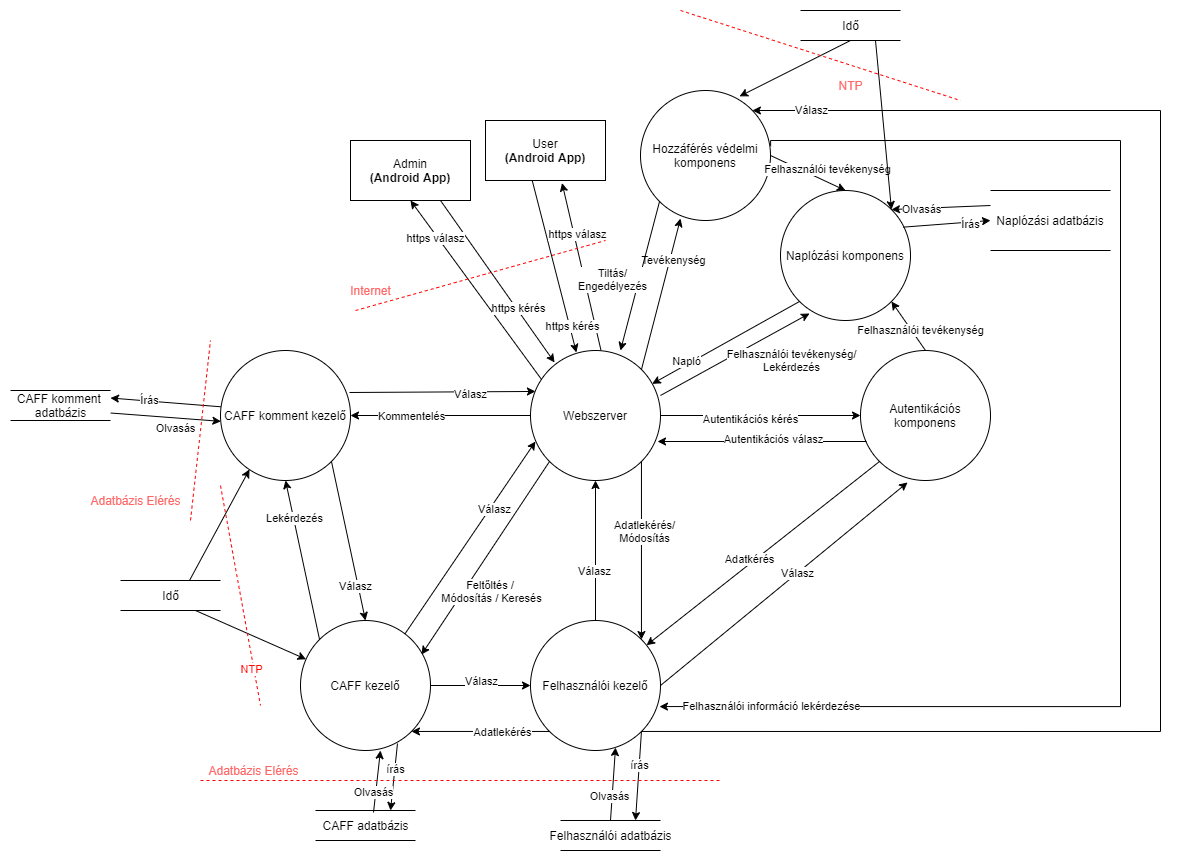 Idő
NTP
Válasz
User
(Android App)
Admin
(Android App)
Hozzáférés védelmi
komponens
Felhasználói tevékenység
Olvasás
Írás
Naplózási adatbázis
https válasz
https válasz
Naplózási komponens
Tevékenység
Tiltás/
Engedélyezés
Internet
https kérés
https kérés
Felhasználói tevékenység
Napló
Felhasználói tevékenység/
Lekérdezés
CAFF komment
adatbázis
Írás
Olvasás
CAFF komment kezelő
Válasz
Kommentelés
Webszerver
Autentikációs kérés
Autentikációs válasz
Autentikációs
komponens
Adatbázis Elérés
Lekérdezés
Válasz
Adatlekérés/
Módosítás
Adatkérés
Válasz
Válasz
Válasz
Feltöltés /
Módosítás / Keresés
Idő
NTP
CAFF kezelő
Válasz
Felhasználói kezelő
Felhasználói információ lekérdezése
Adatlekérés
Adatbázis Elérés
írás
Olvasás
írás
Olvasás
CAFF adatbázis
Felhasználói adatbázis